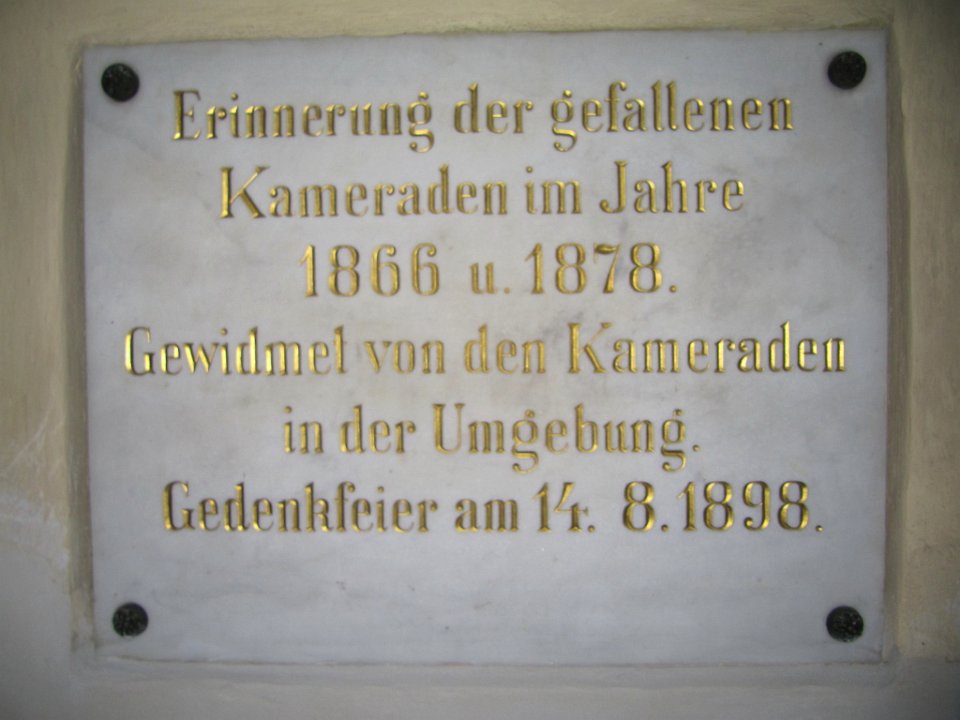 Erinnerung der gefallenen
Kameraden im Jahre
1866 u. 1878.
Gewidmet von den Kameraden
in der Umgebung.
Gedenkfeier am 14. 8. 1898.